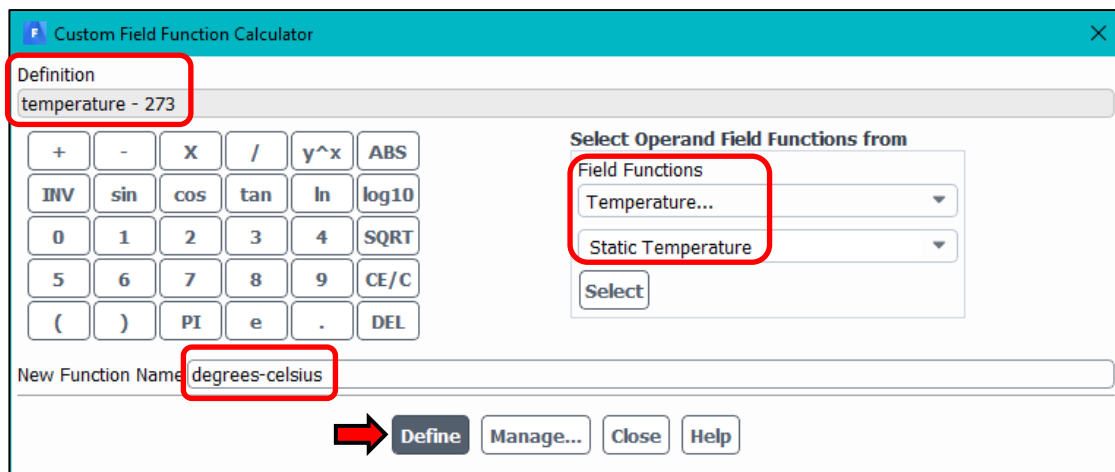 F Custom Field Function Calculator
Definition
temperature - 273
+ - X / y^x ABS
INV sin cos tan ln log10
0 1 2 3 4 SQRT
5 6 7 8 9 CE/C
( ) PI e . DEL
Select Operand Field Functions from
Field Functions
Temperature...
Static Temperature
Select
New Function Name degrees-celsius
Define Manage... Close Help